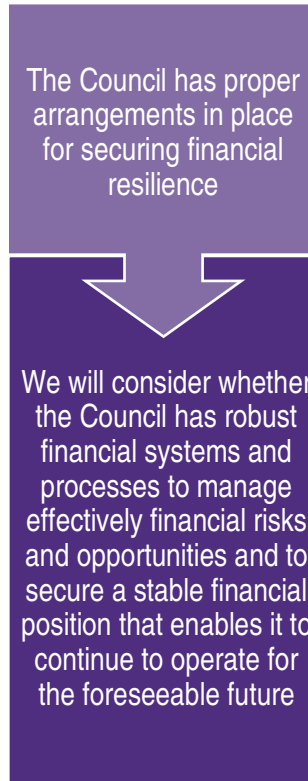 The Council has proper
arrangements in place
for securing financial
resilience
We will consider whether
the Council has robust
financial systems and
processes to manage
effectively financial risks
and opportunities and to
secure a stable financial
position that enables it to
continue to operate for
the foreseeable future